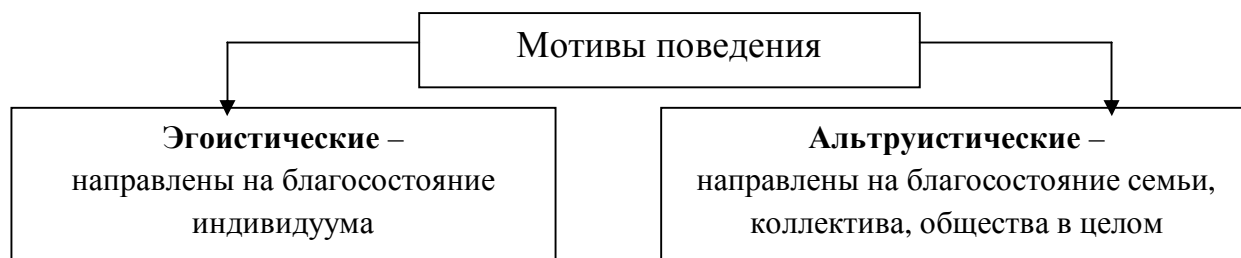 Мотивы поведения
Эгоистические –
направлены на благосостояние
индивидуума
Альтруистические –
направлены на благосостояние семьи,
коллектива, общества в целом